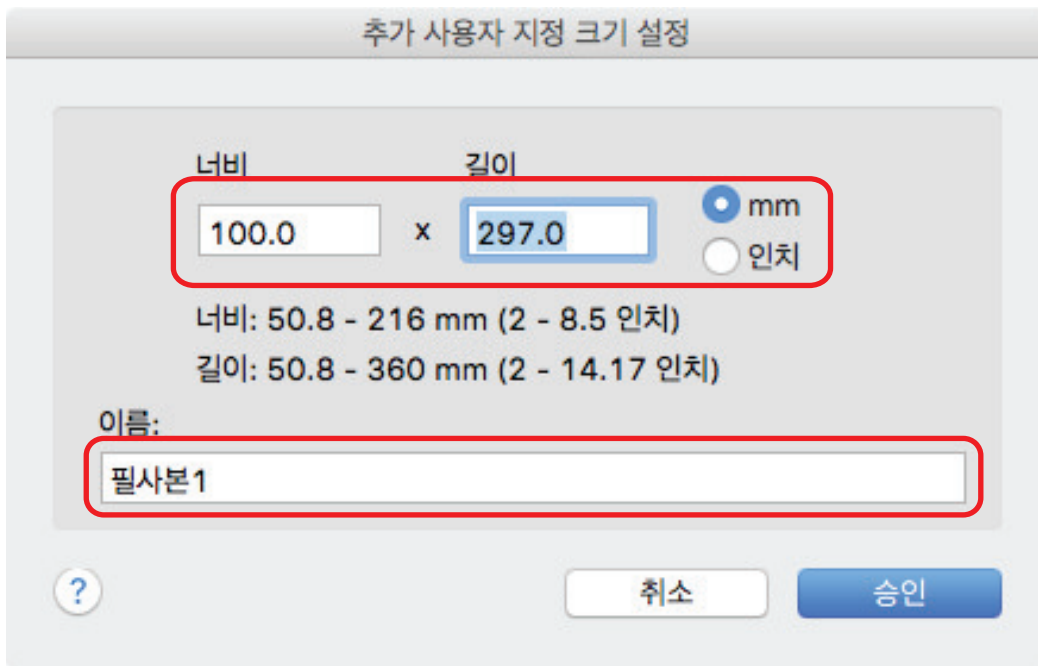 추가 사용자 지정 크기 설정
너비 길이
100.0 x 297.0 mm
인치
너비: 50.8 - 216 mm (2 - 8.5 인치)
길이: 50.8 - 360 mm (2 - 14.17 인치)
이름:
필사본1
? 취소 승인